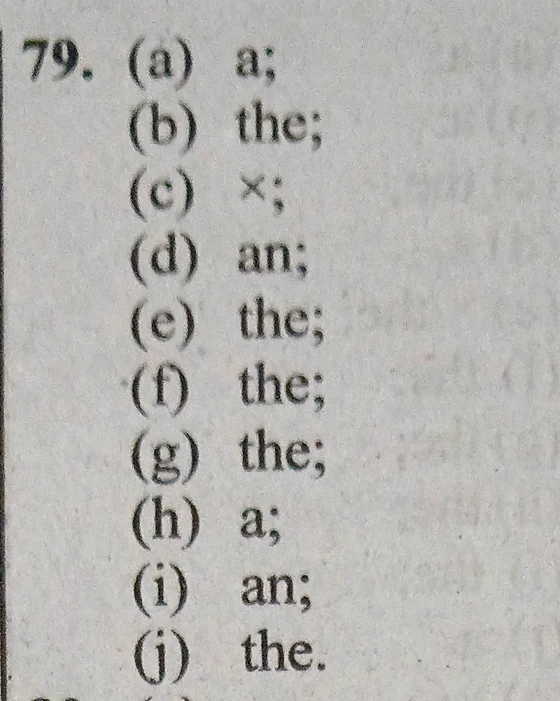 79. (a) a;
(b) the;
(c) ×;
(d) an;
(e) the;
(f) the;
(g) the;
(h) a;
(i) an;
(j) the.